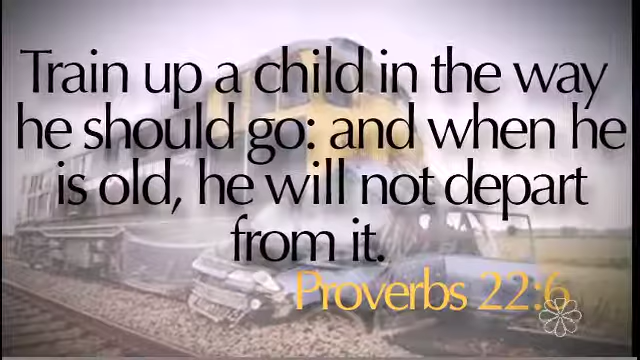 Train up a child in the way
he should go: and when he
is old, he will not depart
from it.
Proverbs 22:6